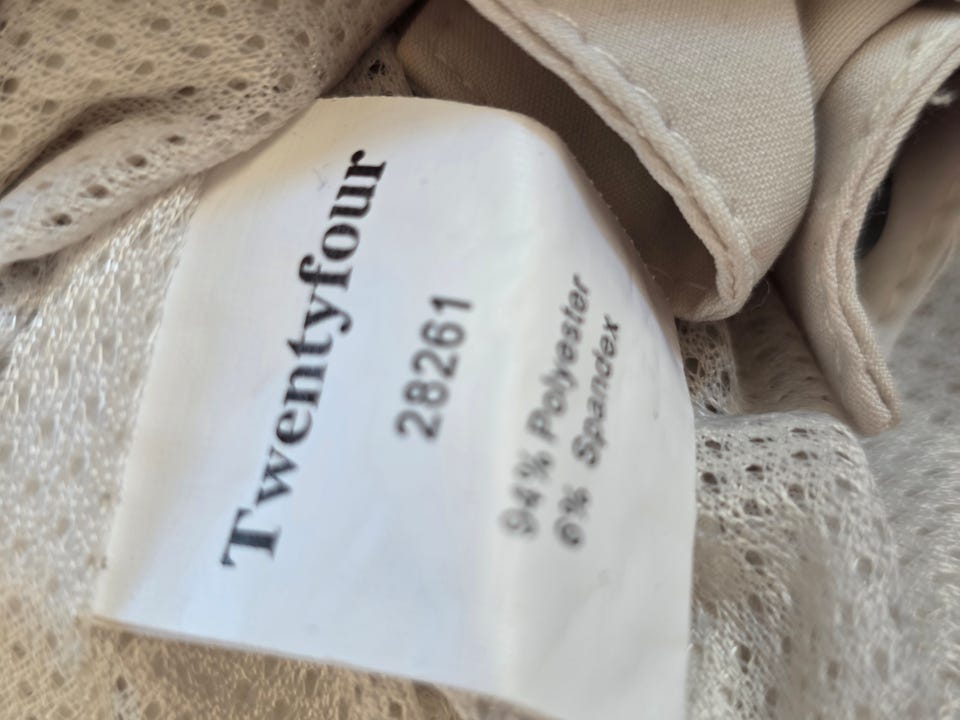 Twentyfour
28261
94% Polyester
6% Spandex